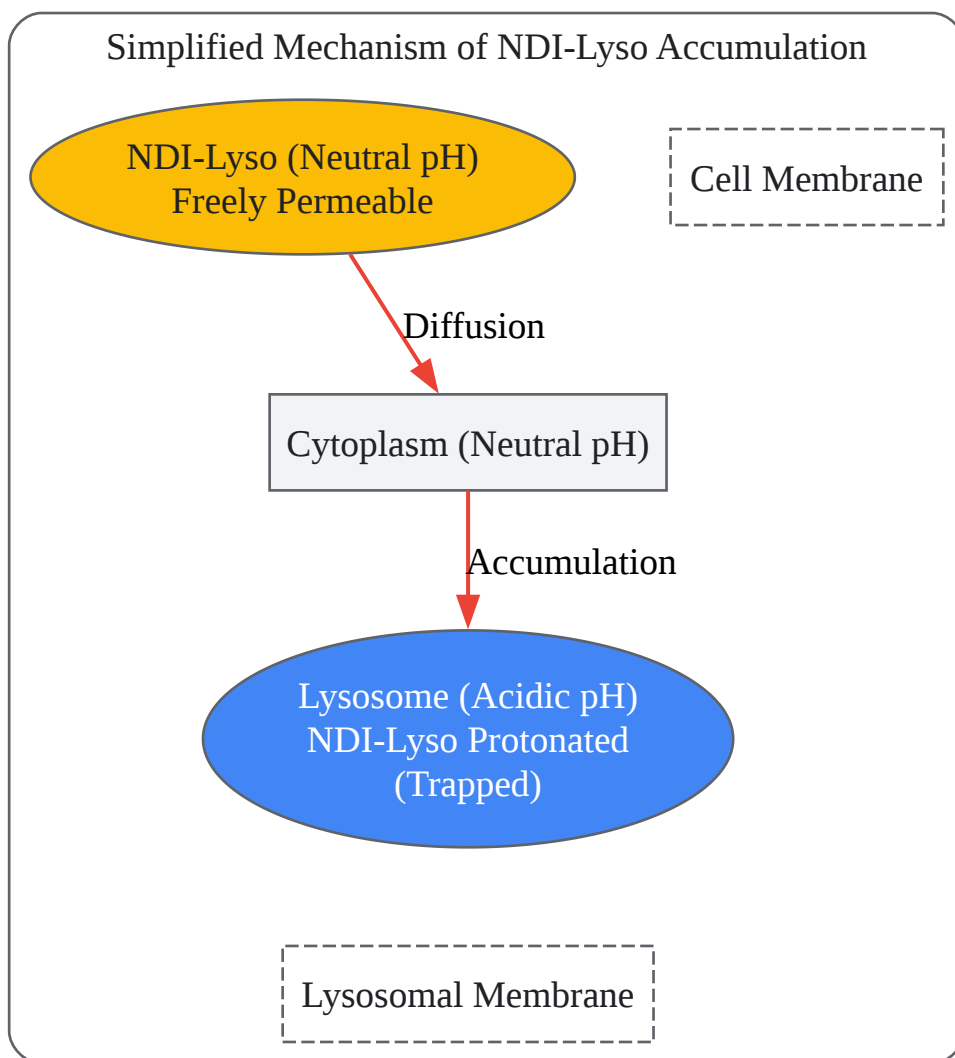 Simplified Mechanism of NDI-Lyso Accumulation
NDI-Lyso (Neutral pH)
Freely Permeable
Cell Membrane
Diffusion
Cytoplasm (Neutral pH)
Accumulation
Lysosome (Acidic pH)
NDI-Lyso Protonated
(Trapped)
Lysosomal Membrane